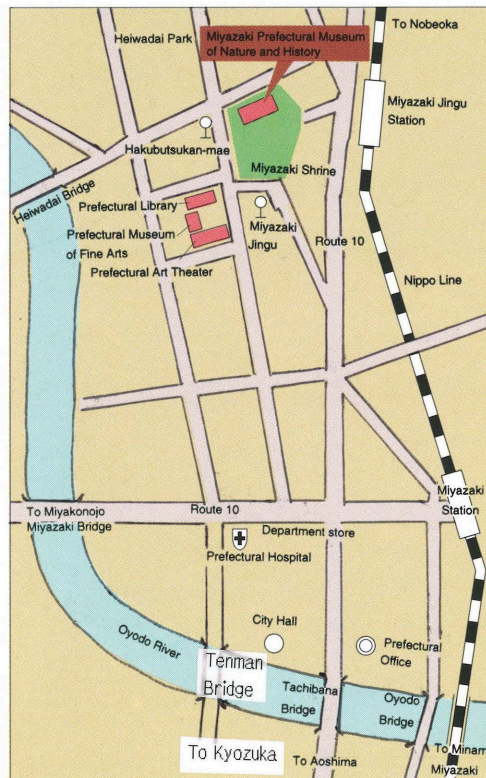 To Nobeoka
Heiwadai Park
Miyazaki Prefectural Museum
of Nature and History
Miyazaki Jingu
Station
Hakubutsukan-mae
Miyazaki Shrine
Heiwadai Bridge
Prefectural Library
Prefectural Museum
of Fine Arts
Miyazaki
Jingu
Route 10
Prefectural Art Theater
Nippo Line
Miyazaki
Station
To Miyakonojo
Route 10
Miyazaki Bridge
Department store
Prefectural Hospital
City Hall
Oyodo River
Prefectural
Office
Tenman
Bridge
Tachibana
Bridge
Oyodo
Bridge
To Kyozuka
To Aoshima
To Minami
Miyazaki